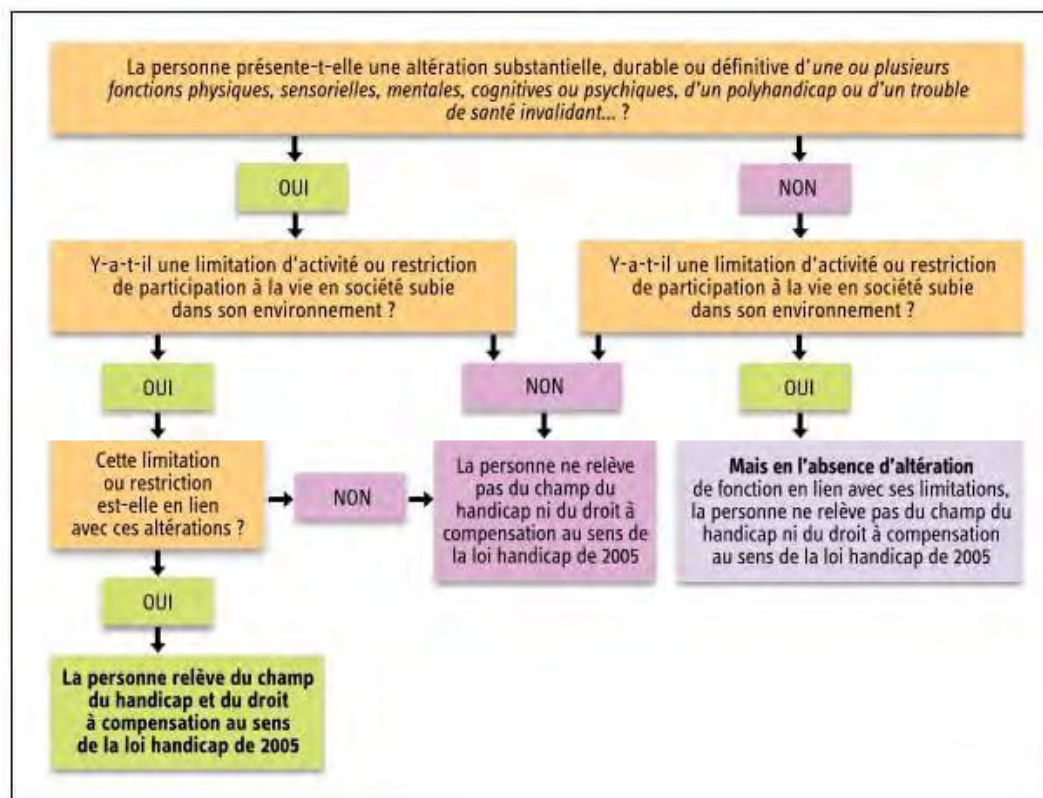 La personne présente-t-elle une altération substantielle, durable ou définitive d'une ou plusieurs
fonctions physiques, sensorielles, mentales, cognitives ou psychiques, d'un polyhandicap ou d'un trouble
de santé invalidant... ?
OUI
NON
Y-a-t-il une limitation d'activité ou restriction
de participation à la vie en société subie
dans son environnement ?
Y-a-t-il une limitation d'activité ou restriction
de participation à la vie en société subie
dans son environnement ?
OUI
NON
OUI
Cette limitation
ou restriction
est-elle en lien
avec ces altérations ?
NON
La personne ne relève
pas du champ du
handicap ni du droit à
compensation au sens de
la loi handicap de 2005
Mais en l'absence d'altération
de fonction en lien avec ses limitations,
la personne ne relève pas du champ du
handicap ni du droit à compensation
au sens de la loi handicap de 2005
OUI
La personne relève du champ
du handicap et du droit
à compensation au sens
de la loi handicap de 2005